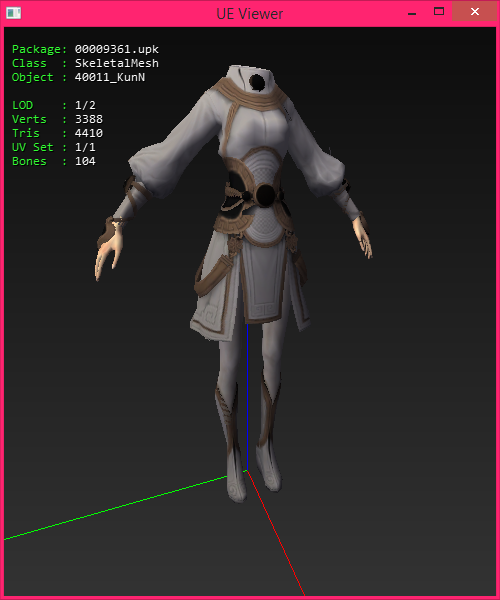 UE Viewer
Package: 00009361.upk
Class : SkeletalMesh
Object : 40011_KunN
LOD : 1/2
Verts : 3388
Tris : 4410
UV Set : 1/1
Bones : 104